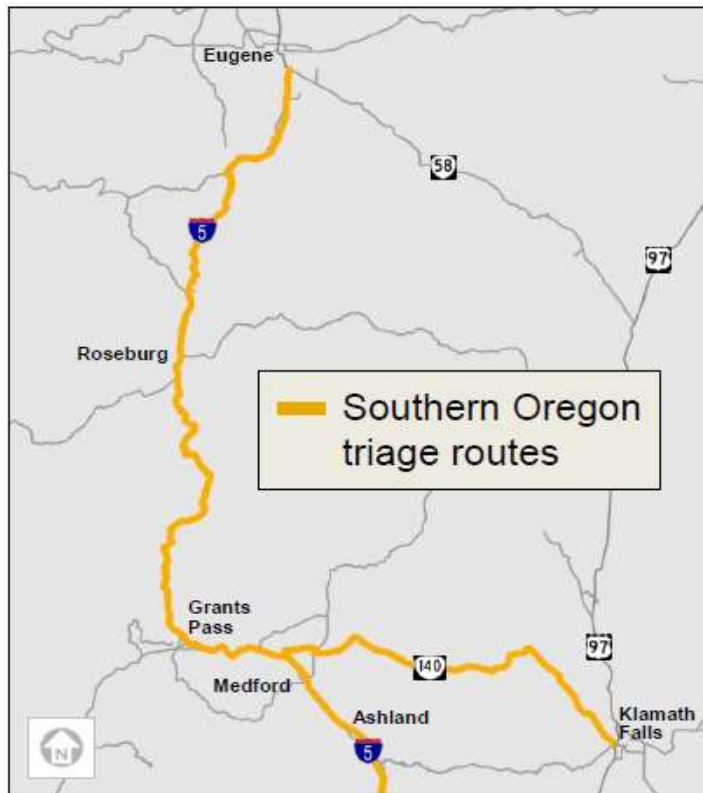 Eugene
58
5
97
Roseburg
Southern Oregon
triage routes
Grants
Pass
97
140
Medford
Klamath
Falls
Ashland
5
N